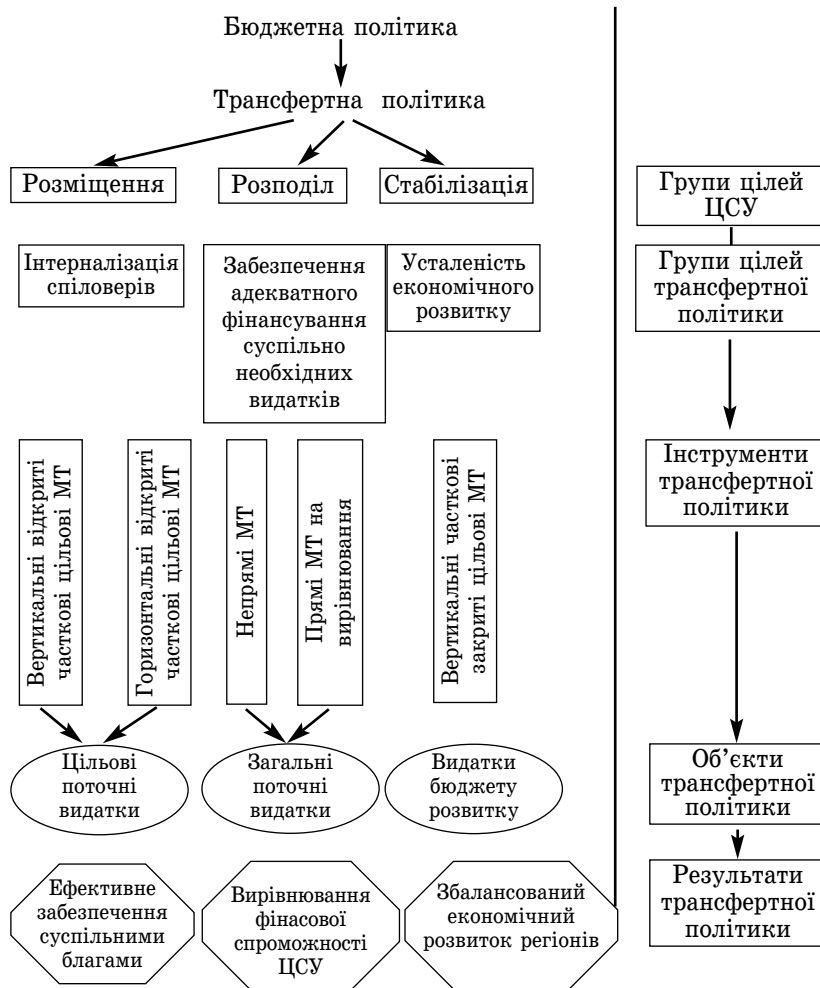 Бюджетна політика
Трансфертна політика
Розміщення
Розподіл
Стабілізація
Інтерналізація
спіловерів
Забезпечення
адекватного
фінансування
суспільно
необхідних
видатків
Усталеність
економічного
розвитку
Вертикальні відкриті
часткові цільові МТ
Горизонтальні відкриті
часткові цільові МТ
Непрямі МТ
Прямі МТ на
вирівнювання
Вертикальні часткові
закриті цільові МТ
Цільові
поточні
видатки
Загальні
поточні
видатки
Видатки
бюджету
розвитку
Ефективне
забезпечення
суспільними
благами
Вирівнювання
фінасової
спроможності
ЦСУ
Збалансований
економічний
розвиток регіонів
Групи цілей
ЦСУ
Групи цілей
трансфертної
політики
Інструменти
трансфертної
політики
Об’єкти
трансфертної
політики
Результати
трансфертної
політики